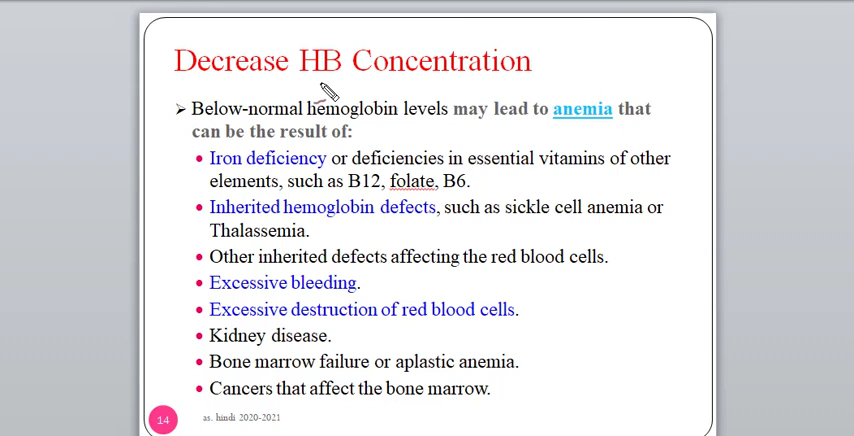 Decrease HB Concentration
➢ Below-normal hemoglobin levels may lead to anemia that
can be the result of:
• Iron deficiency or deficiencies in essential vitamins of other
elements, such as B12, folate, B6.
• Inherited hemoglobin defects, such as sickle cell anemia or
Thalassemia.
• Other inherited defects affecting the red blood cells.
• Excessive bleeding.
• Excessive destruction of red blood cells.
• Kidney disease.
• Bone marrow failure or aplastic anemia.
• Cancers that affect the bone marrow.
14
as. hindi 2020-2021